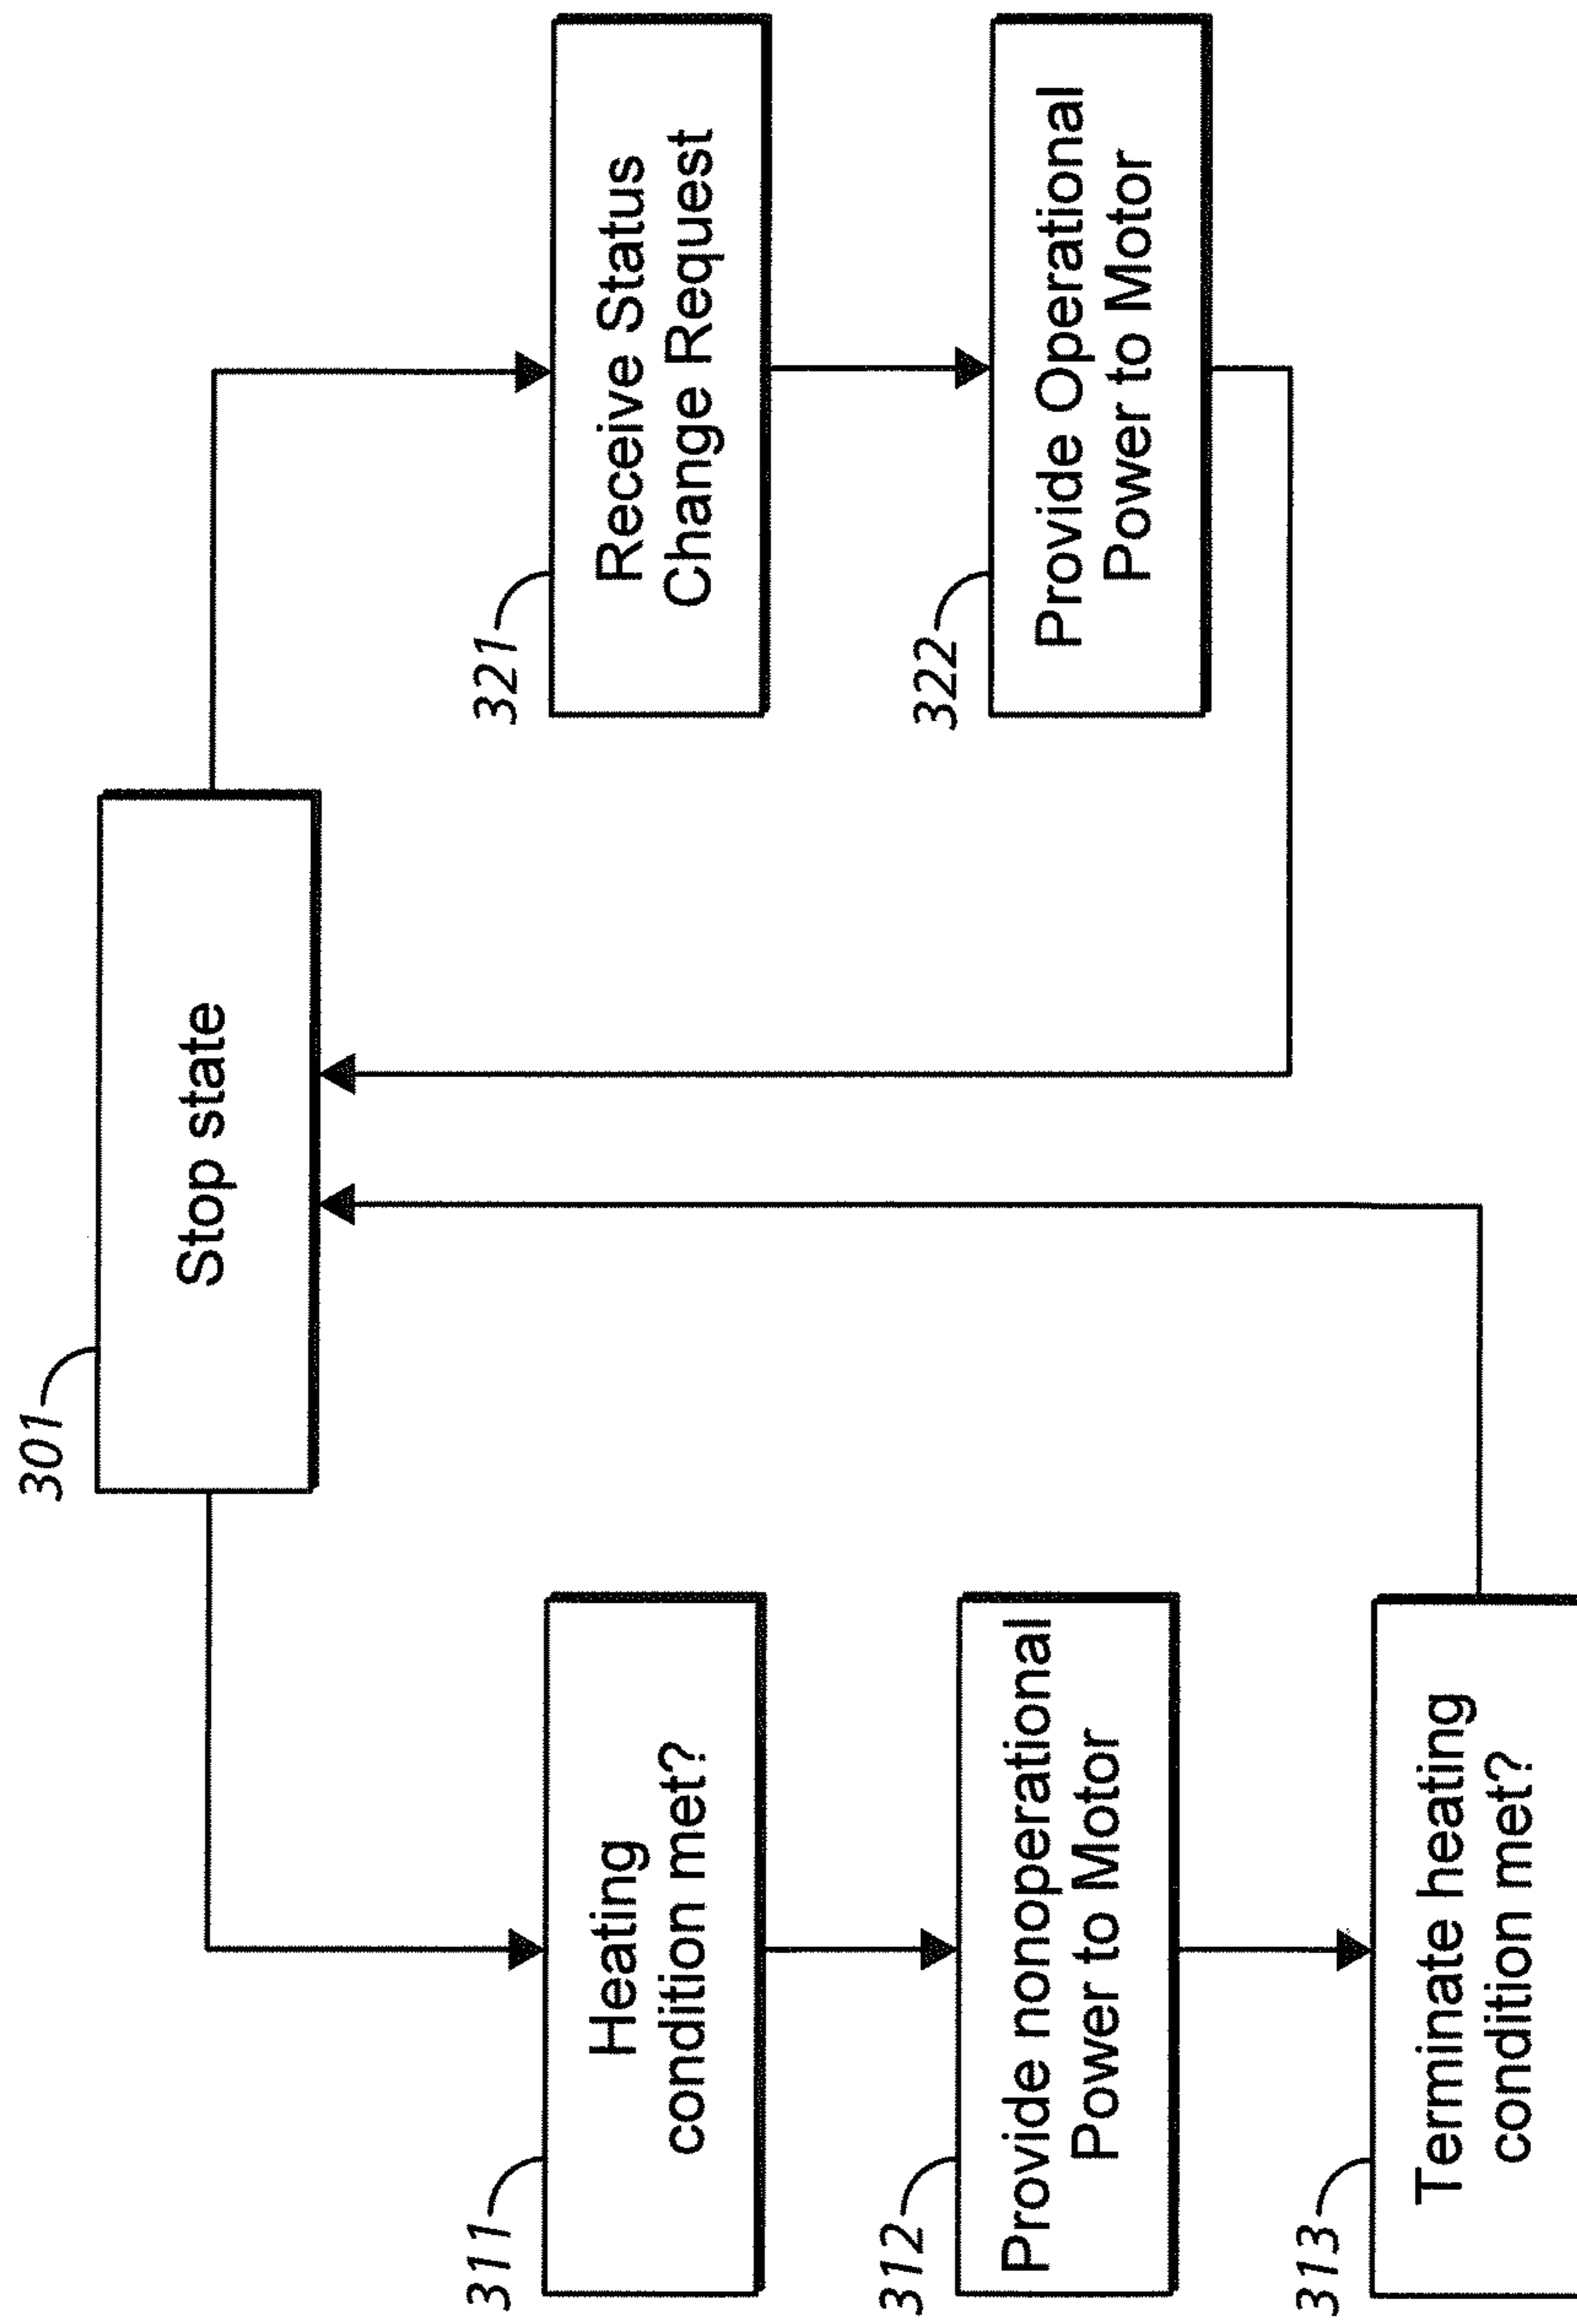 301
Stop state
311
Heating
condition met?
312
Provide nonoperational
Power to Motor
313
Terminate heating
condition met?
321
Receive Status
Change Request
322
Provide Operational
Power to Motor